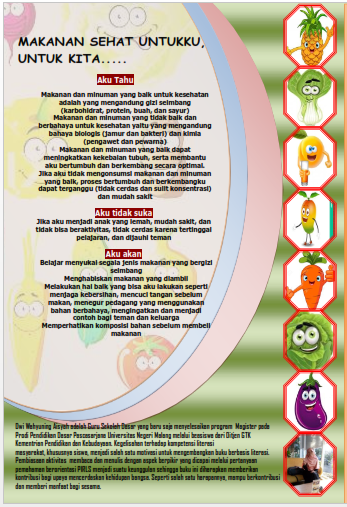 MAKANAN SEHAT UNTUKKU,
UNTUK KITA.....
Aku Tahu
Makanan dan minuman yang baik untuk kesehatan
adalah yang mengandung gizi seimbang
(karbohidrat, protein, buah, dan sayur)
Makanan dan minuman yang tidak baik dan
berbahaya untuk kesehatan yaitu yang mengandung
bahaya biologis (jamur dan bakteri) dan kimia
(pengawet dan pewarna)
Makanan dan minuman yang baik dapat
meningkatkan kekebalan tubuh, serta membantu
aku bertumbuh dan berkembang secara optimal.
Jika aku tidak mengonsumsi makanan dan minuman
yang baik, proses bertumbuh dan berkembangku
dapat terganggu (tidak cerdas dan sulit konsentrasi)
dan mudah sakit
Aku tidak suka
Jika aku menjadi anak yang lemah, mudah sakit, dan
tidak bisa beraktivitas, tidak cerdas karena tertinggal
pelajaran, dan dijauhi teman
Aku akan
Belajar menyukai segala jenis makanan yang bergizi
seimbang
Menghabiskan makanan yang diambil
Melakukan hal baik yang bisa aku lakukan seperti
menjaga kebersihan, mencuci tangan sebelum
makan, menegur pedagang yang menggunakan
bahan berbahaya, mengingatkan dan menjadi
contoh bagi teman dan keluarga
Memperhatikan komposisi bahan sebelum membeli
makanan
Dwi Wahyuning Aisyah adalah Guru Sekolah Dasar yang baru saja menyelesaikan program Magister pada
Prodi Pendidikan Dasar Pascasarjana Universitas Negeri Malang melalui beasiswa dari Ditjen GTK
Kementrian Pendidikan dan Kebudayaan. Kegelisahan terhadap kompetensi literasi
masyarakat, khususnya siswa, menjadi salah satu motivasi untuk mengembangkan buku berbasis literasi.
Pembiasaan aktivitas membaca dan menulis dengan aspek berpikir yang dicapai melalui pertanyaan
pemahaman berorientasi PIRLS menjadi suatu keunggulan sehingga buku ini diharapkan memberikan
kontribusi bagi upaya mencerdaskan kehidupan bangsa. Seperti salah satu harapannya, mampu berkontribusi
dan memberi manfaat bagi sesama.